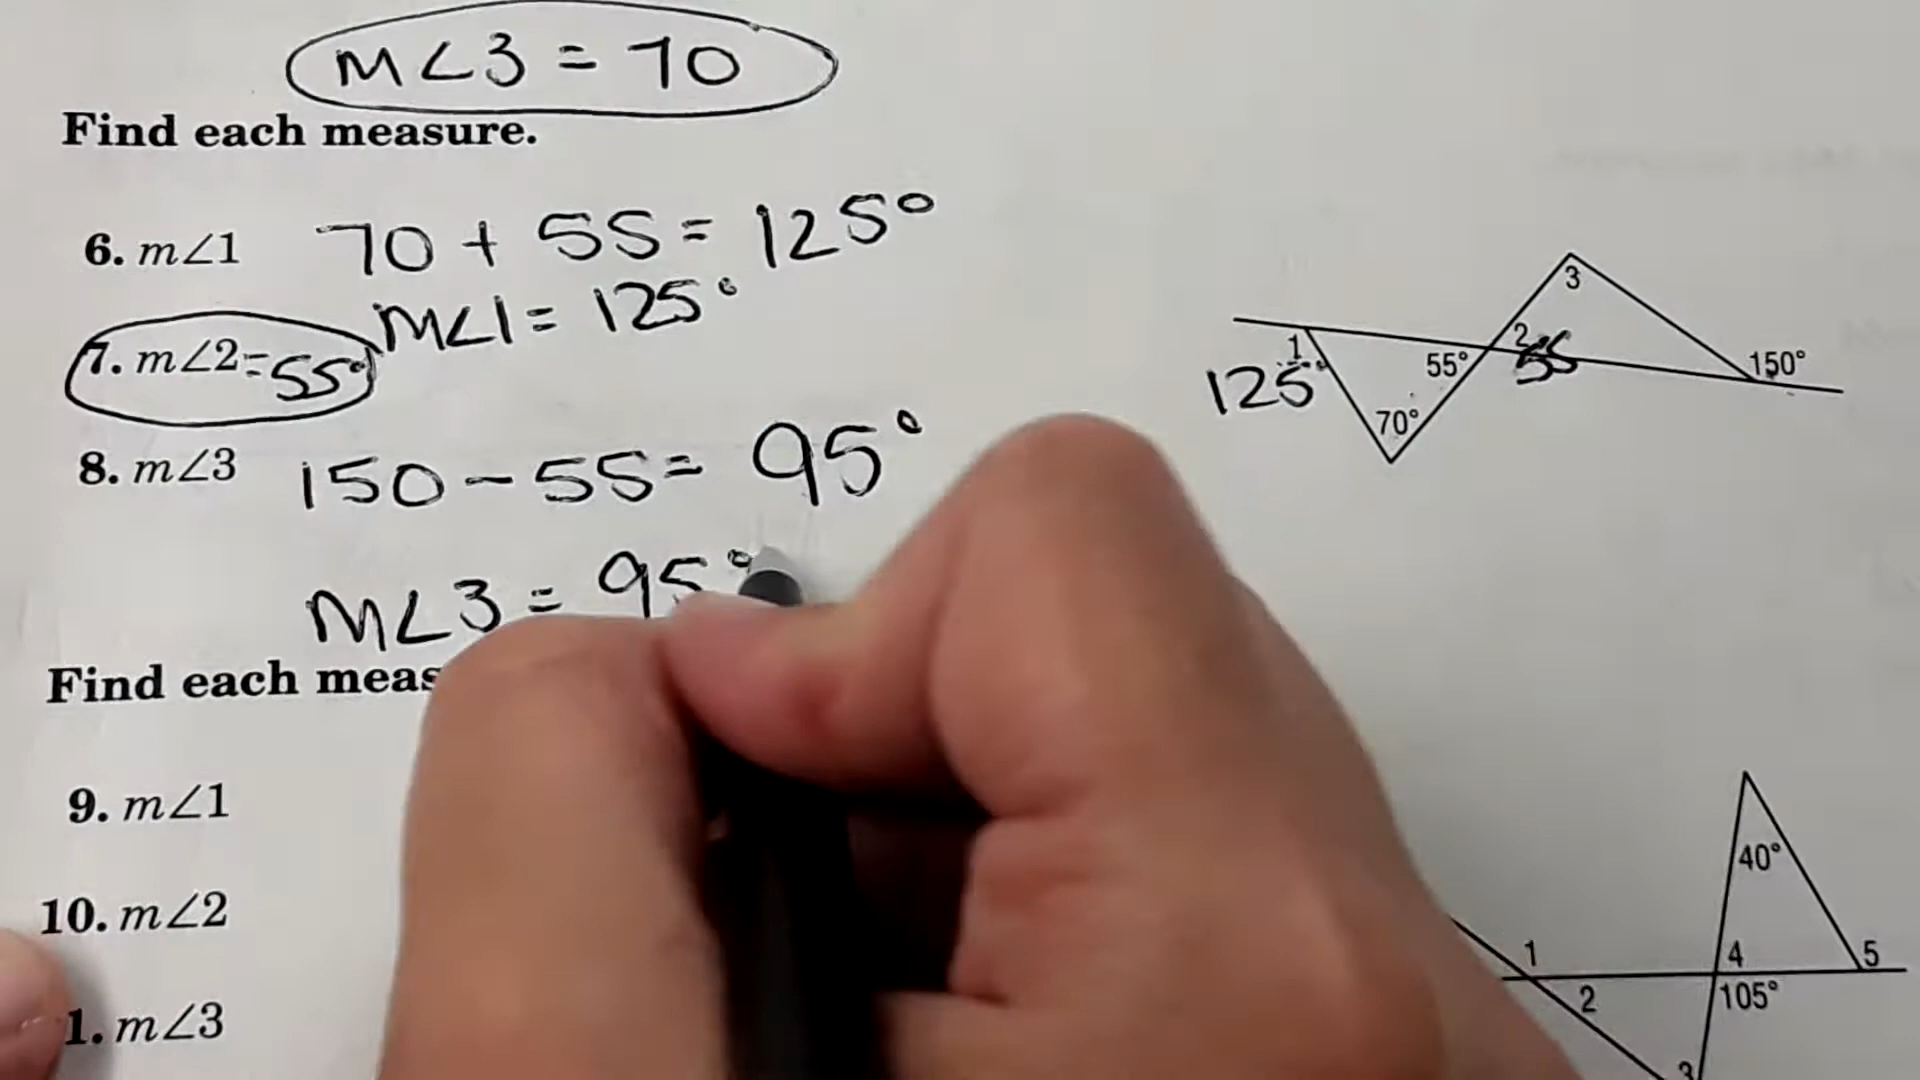 m∠3 = 70
Find each measure.
6. m∠1 70 + 55 = 125°
m∠1 = 125°
7. m∠2 = 55°
8. m∠3 150 - 55 = 95°
m∠3 = 95°
Find each meas
9. m∠1
10. m∠2
1. m∠3
3
2
1
55°
55
150°
125°
70°
40°
1
4
5
2
105°
3